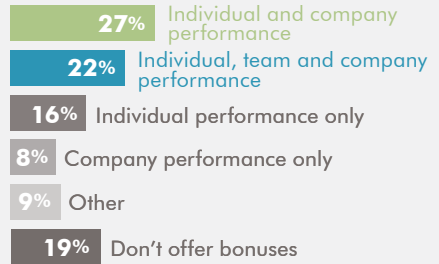 27% Individual and company
performance
22% Individual, team and company
performance
16% Individual performance only
8% Company performance only
9% Other
19% Don't offer bonuses